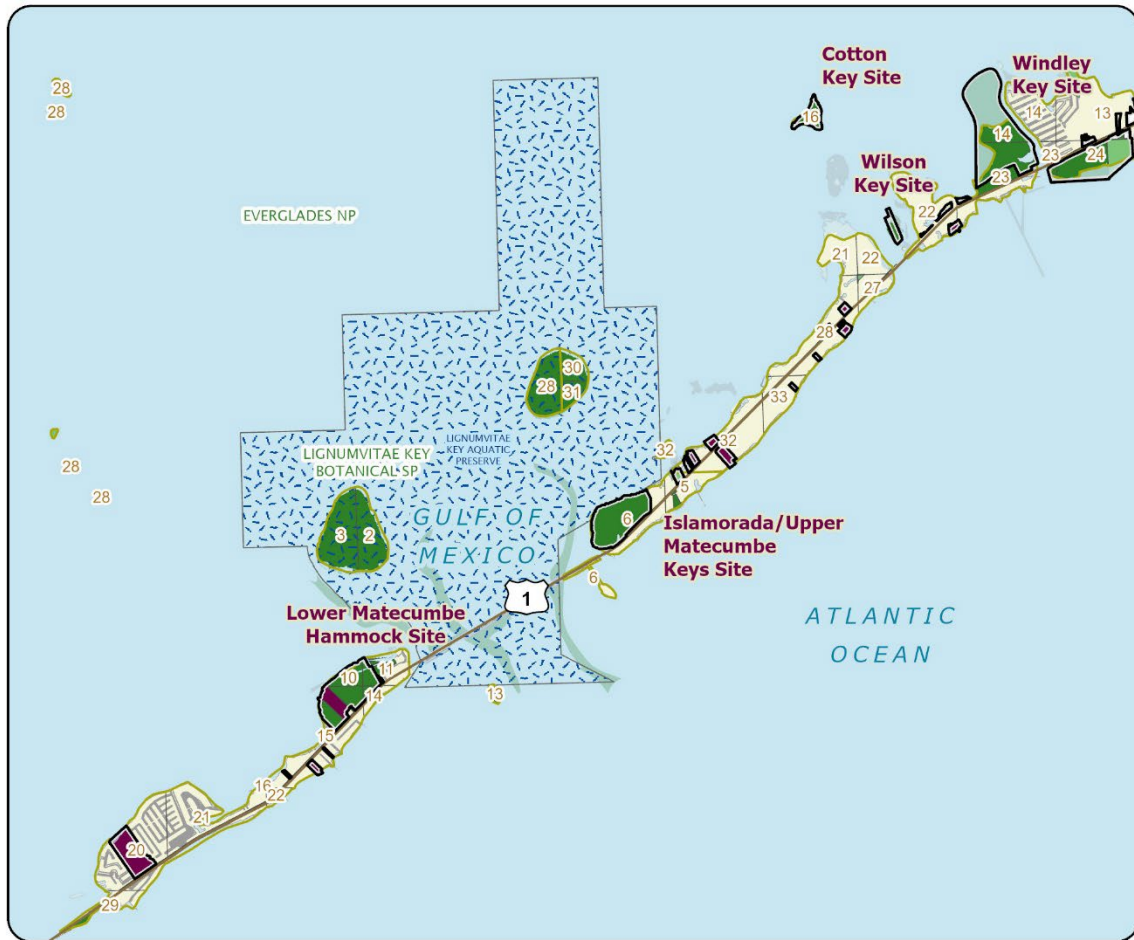 Cotton
Key Site
Windley
Key Site
28
28
16
14
13
14
23
24
23
Wilson
Key Site
22
EVERGLADES NP
21
22
27
28
30
28
31
33
32
32
LIGNUMVITAE KEY
BOTANICAL SP
LIGNUMVITAE
KEY AQUATIC
PRESERVE
28
28
5
6
3
2
GULF OF
MEXICO
Islamorada/Upper
Matecumbe
Keys Site
6
1
ATLANTIC
OCEAN
Lower Matecumbe
Hammock Site
10
11
14
13
15
16
22
21
20
29